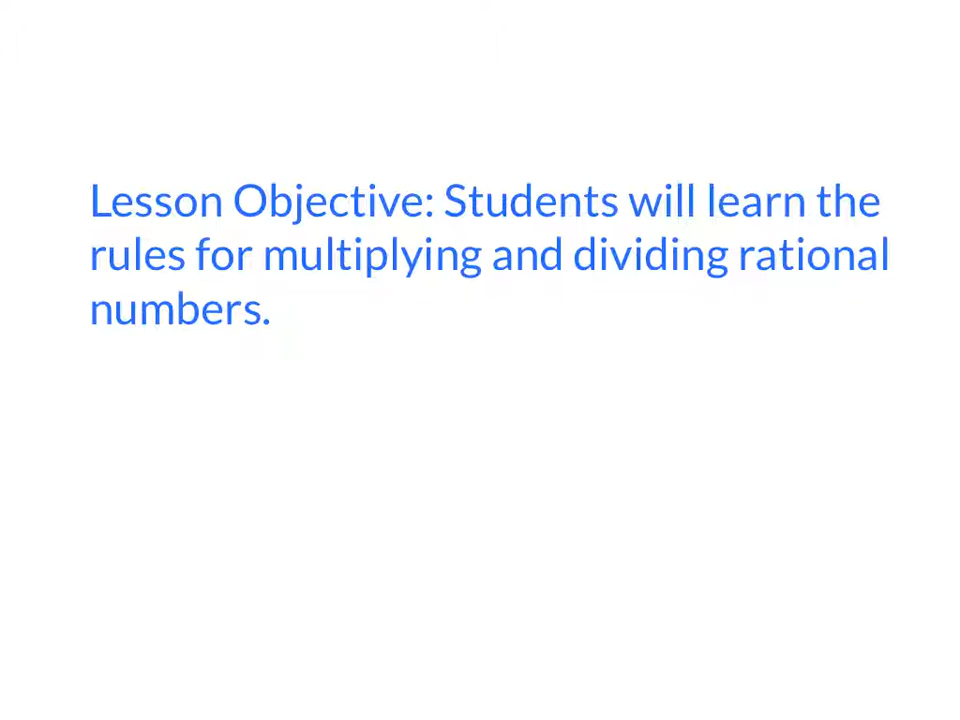 Lesson Objective: Students will learn the
rules for multiplying and dividing rational
numbers.